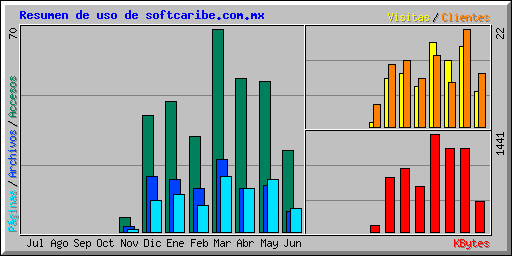 Resumen de uso de softcaribe.com.mx
Visitas/Clientes
70
22
Páginas/Archivos/Accesos
1441
Jul Ago Sep Oct Nov Dic Ene Feb Mar Abr May Jun
KBytes